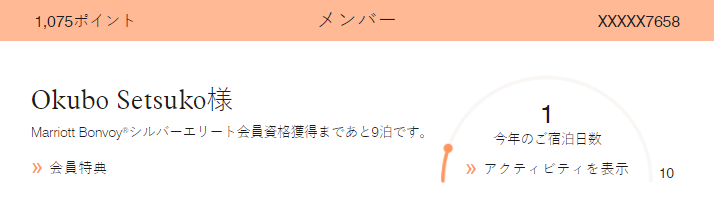 1,075ポイント メンバー XXXXX7658
Okubo Setsuko様
Marriott Bonvoy®シルバーエリート会員資格獲得まであと9泊です。
» 会員特典
1
今年のご宿泊日数
» アクティビティを表示
10